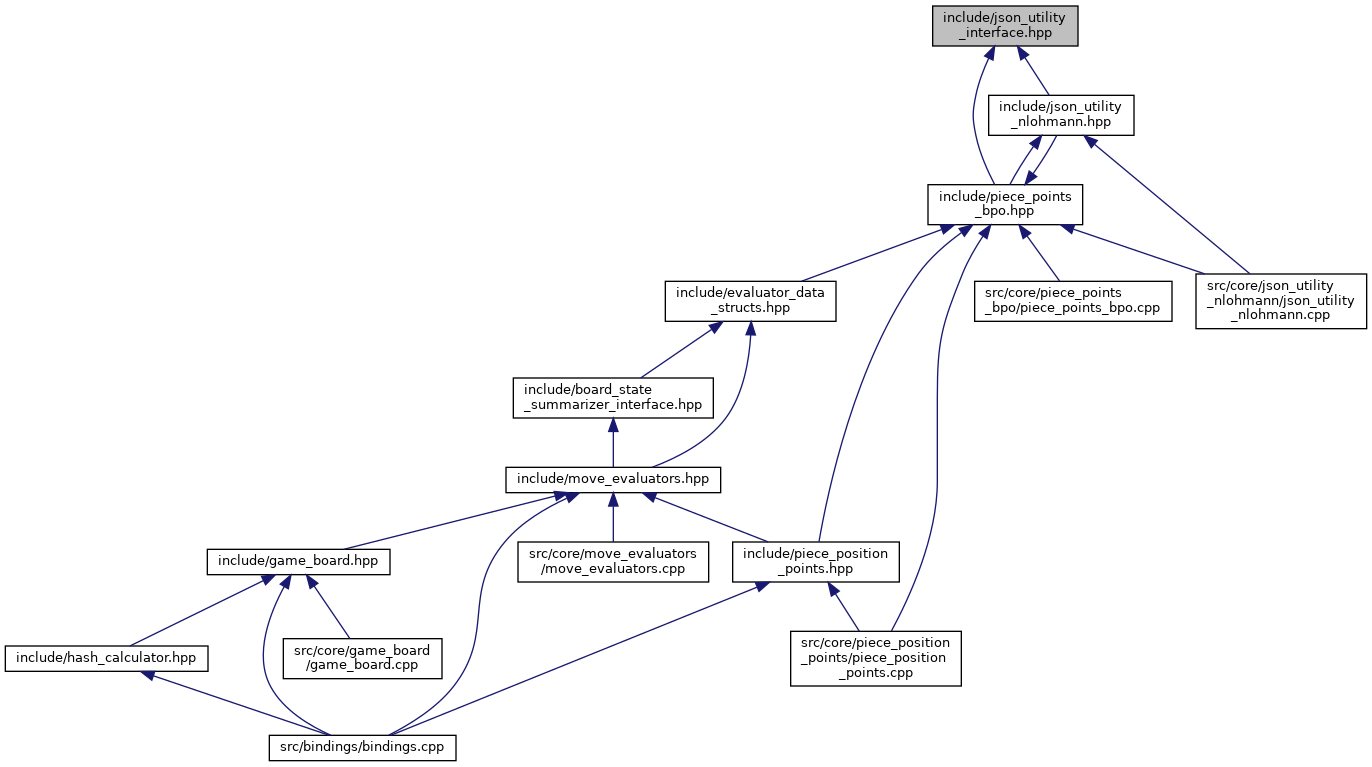 include/json_utility
_interface.hpp
include/json_utility
_nlohmann.hpp
include/piece_points
_bpo.hpp
include/evaluator_data
_structs.hpp
src/core/piece_points
_bpo/piece_points_bpo.cpp
src/core/json_utility
_nlohmann/json_utility
_nlohmann.cpp
include/board_state
_summarizer_interface.hpp
include/move_evaluators.hpp
include/game_board.hpp
src/core/move_evaluators
/move_evaluators.cpp
include/piece_position
_points.hpp
include/hash_calculator.hpp
src/core/game_board
/game_board.cpp
src/core/piece_position
_points/piece_position
_points.cpp
src/bindings/bindings.cpp